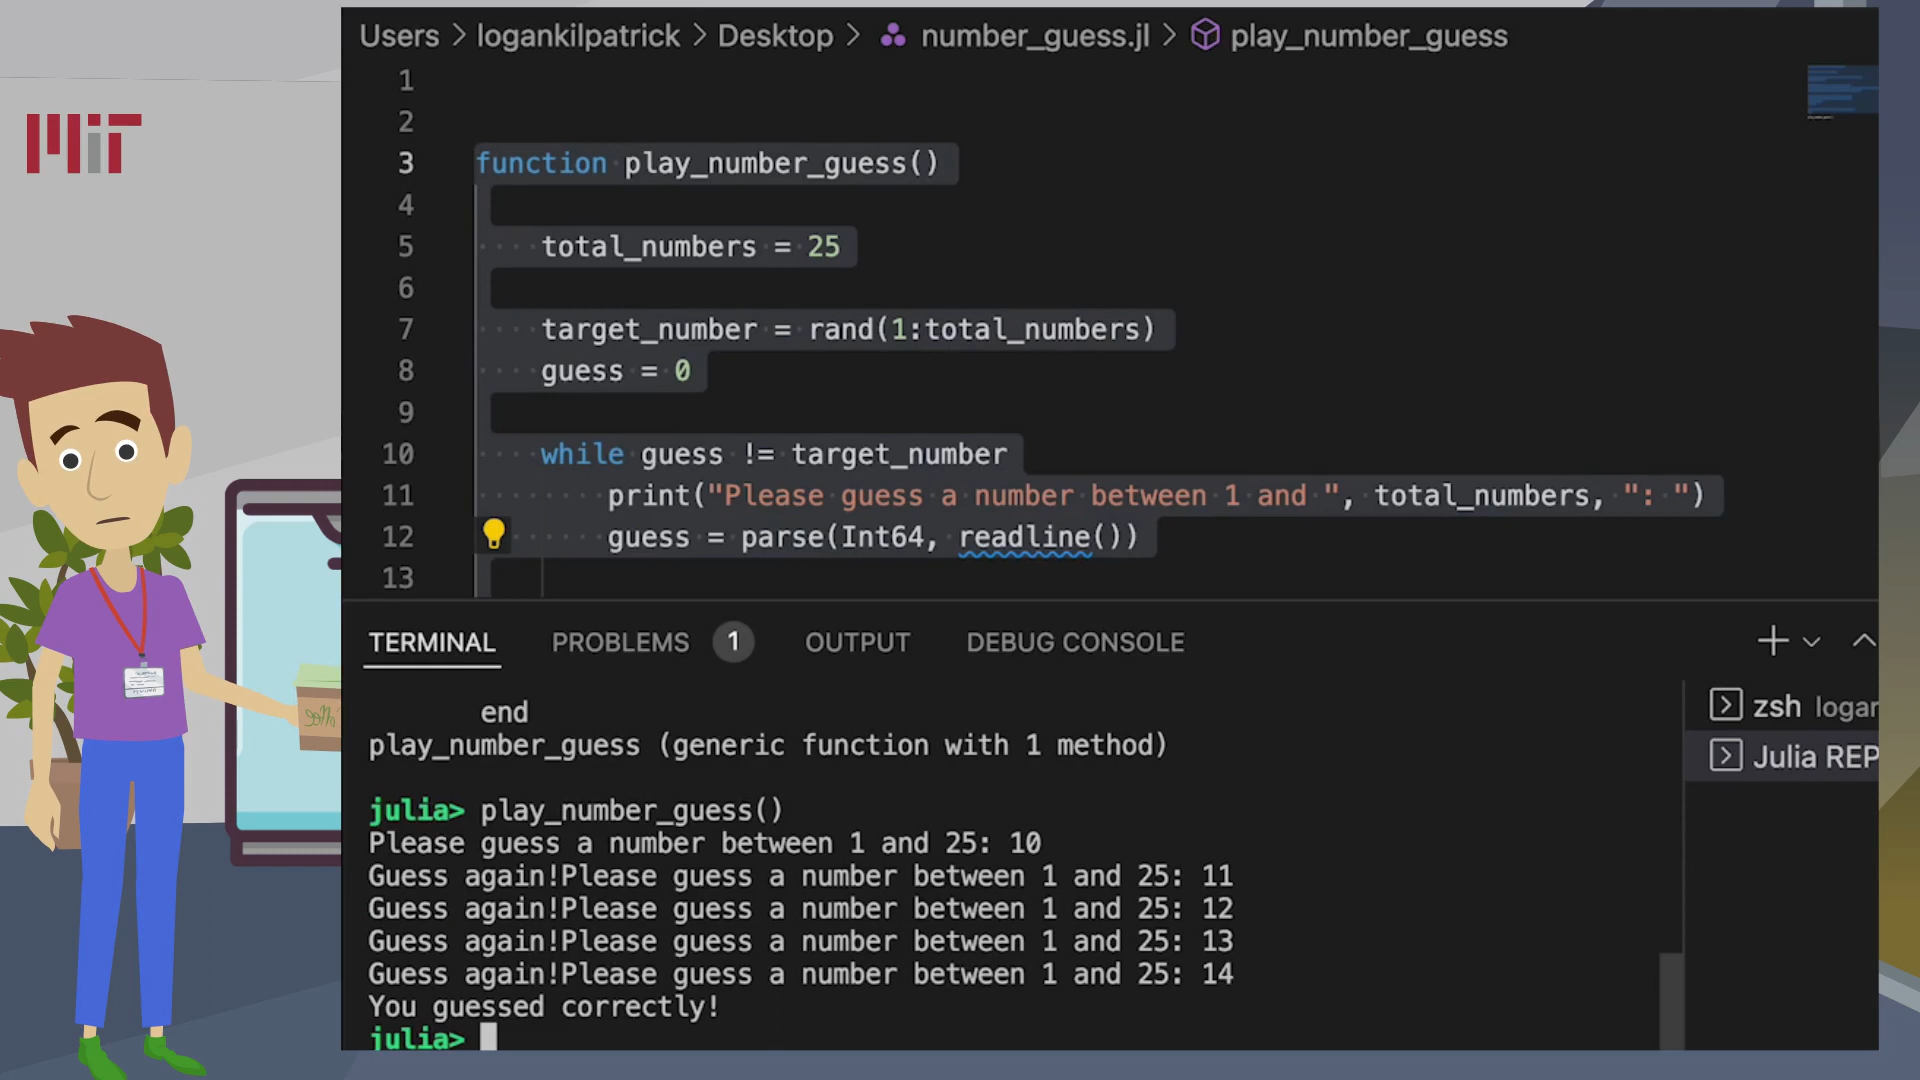 MIT
Users > logankilpatrick > Desktop > number_guess.jl > play_number_guess
1
2
3 function play_number_guess()
4
5 total_numbers = 25
6
7 target_number = rand(1:total_numbers)
8 guess = 0
9
10 while guess != target_number
11 print("Please guess a number between 1 and ", total_numbers, ": ")
12 guess = parse(Int64, readline())
13
TERMINAL PROBLEMS 1 OUTPUT DEBUG CONSOLE
end
play_number_guess (generic function with 1 method)
julia> play_number_guess()
Please guess a number between 1 and 25: 10
Guess again!Please guess a number between 1 and 25: 11
Guess again!Please guess a number between 1 and 25: 12
Guess again!Please guess a number between 1 and 25: 13
Guess again!Please guess a number between 1 and 25: 14
You guessed correctly!
julia>
zsh logar
Julia REP